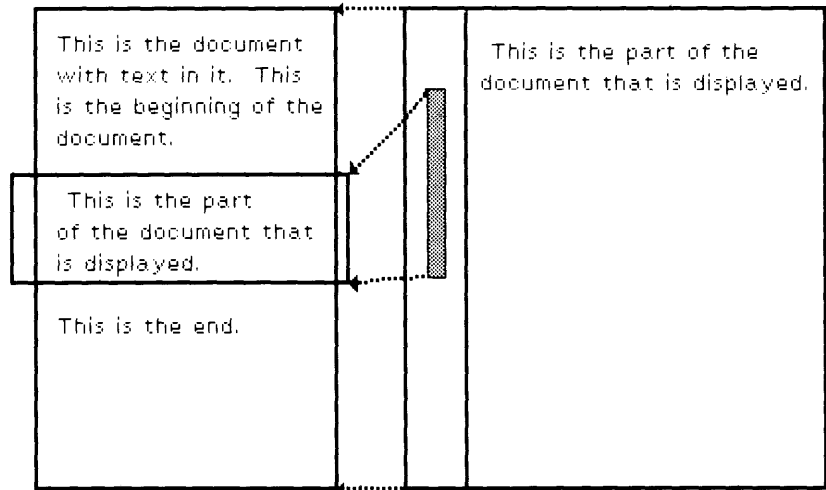 This is the document
with text in it. This
is the beginning of the
document.
This is the part
of the document that
is displayed.
This is the end.
This is the part of the
document that is displayed.